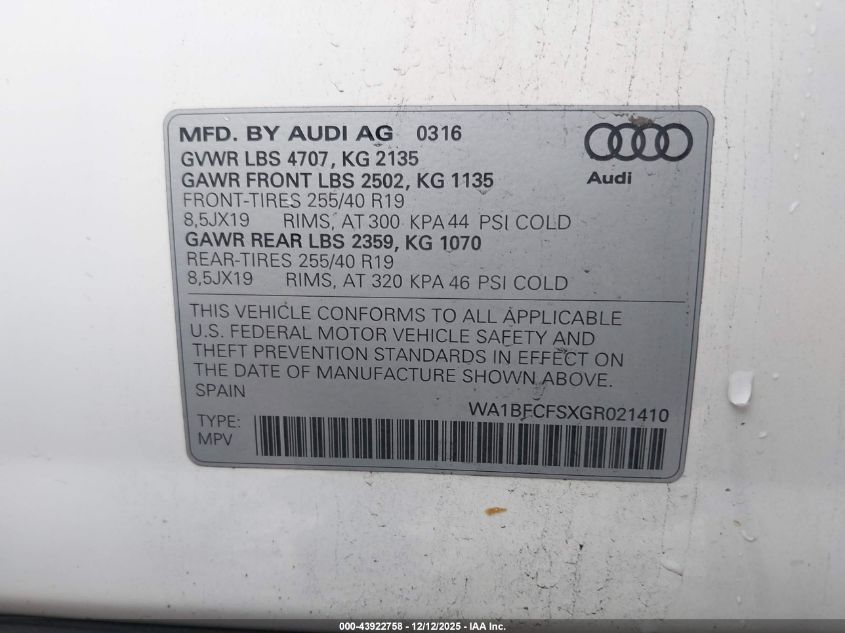 MFD. BY AUDI AG 0316
GVWR LBS 4707, KG 2135
GAWR FRONT LBS 2502, KG 1135
FRONT-TIRES 255/40 R19
8,5JX19 RIMS, AT 300 KPA 44 PSI COLD
GAWR REAR LBS 2359, KG 1070
REAR-TIRES 255/40 R19
8,5JX19 RIMS, AT 320 KPA 46 PSI COLD
Audi
THIS VEHICLE CONFORMS TO ALL APPLICABLE
U.S. FEDERAL MOTOR VEHICLE SAFETY AND
THEFT PREVENTION STANDARDS IN EFFECT ON
THE DATE OF MANUFACTURE SHOWN ABOVE.
SPAIN
WA1BFCFSXGR021410
TYPE:
MPV
000-43922758 - 12/12/2025 - IAA Inc.